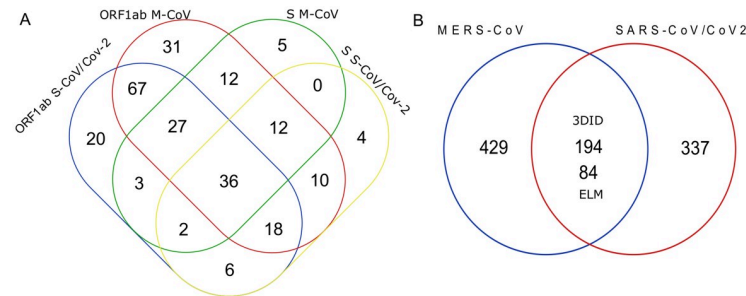 A
ORF1ab M-CoV
S M-CoV
ORF1ab S-CoV/Cov-2
S S-CoV/Cov-2
31
5
67
12
0
20
27
12
4
3
36
10
2
18
6
B
MERS-CoV
SARS-CoV/COV2
3DID
429
194
337
84
ELM